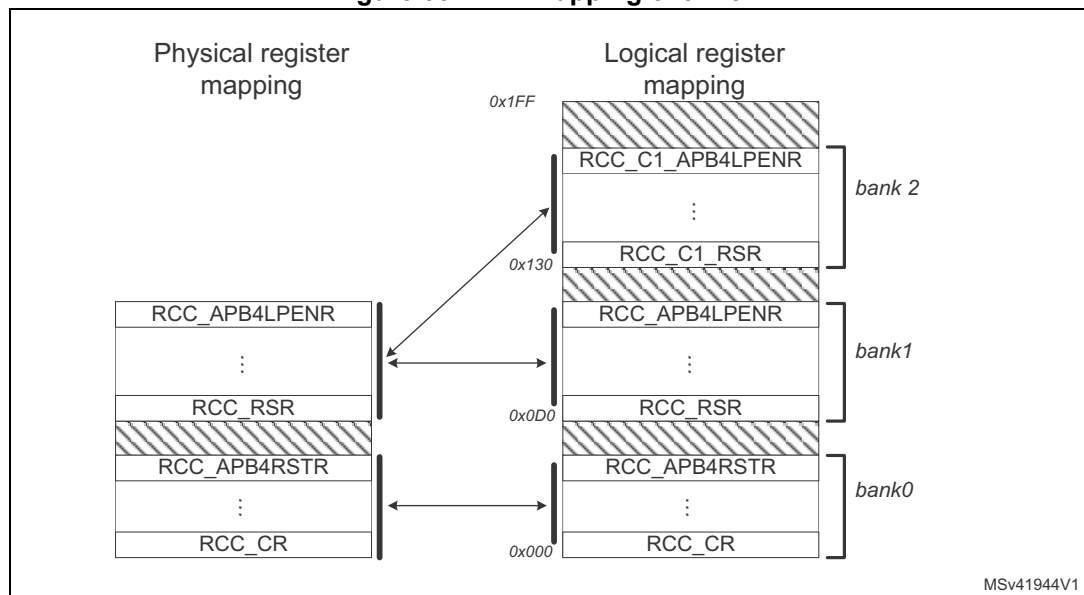 Physical register
mapping
Logical register
mapping
0x1FF
RCC_C1_APB4LPENR
⋮
RCC_C1_RSR
bank 2
0x130
RCC_APB4LPENR
⋮
RCC_RSR
RCC_APB4LPENR
⋮
RCC_RSR
bank1
0x0D0
RCC_APB4RSTR
⋮
RCC_CR
RCC_APB4RSTR
⋮
RCC_CR
bank0
0x000
MSv41944V1